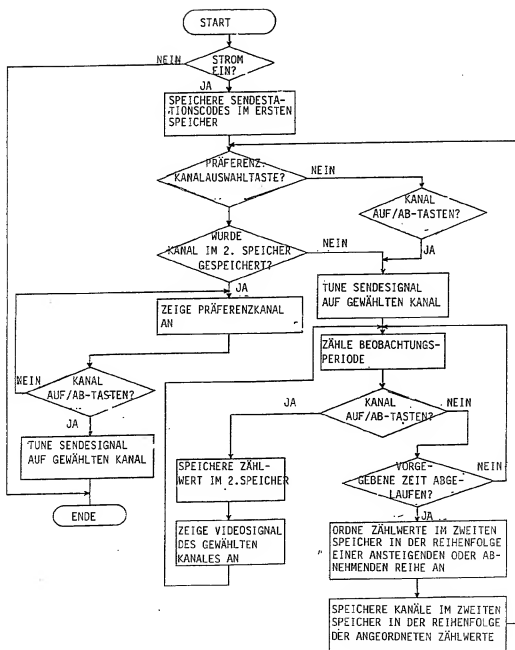 START
NEIN
STROM
EIN?
JA
SPEICHERE SENDESTA-
TIONSCODES IM ERSTEN
SPEICHER
PRÄFERENZ.
KANALAUSWAHLTASTE?
NEIN
KANAL
AUF/AB-TASTEN?
JA
WURDE
KANAL IM 2. SPEICHER
GESPEICHERT?
NEIN
JA
TUNE SENDESIGNAL
AUF GEWÄHLTEN KANAL
ZEIGE PRÄFERENZKANAL
AN
ZÄHLE BEOBACHTUNGS-
PERIODE
NEIN
KANAL
AUF/AB-TASTEN?
JA
JA
KANAL
AUF/AB-TASTEN?
NEIN
TUNE SENDESIGNAL
AUF GEWÄHLTEN KANAL
SPEICHERE ZÄHL-
WERT IM 2.SPEICHER
VORGE-
GEBENE ZEIT ABGE-
LAUFEN?
NEIN
JA
ENDE
ZEIGE VIDEOSIGNAL
DES GEWÄHLTEN
KANALES AN
ORDNE ZÄHLWERTE IM ZWEITEN
SPEICHER IN DER REIHENFOLGE
EINER ANSTEIGENDEN ODER AB-
NEHMENDEN REIHE AN
SPEICHERE KANÄLE IM ZWEITEN
SPEICHER IN DER REIHENFOLGE
DER ANGEORDNETEN ZÄHLWERTE